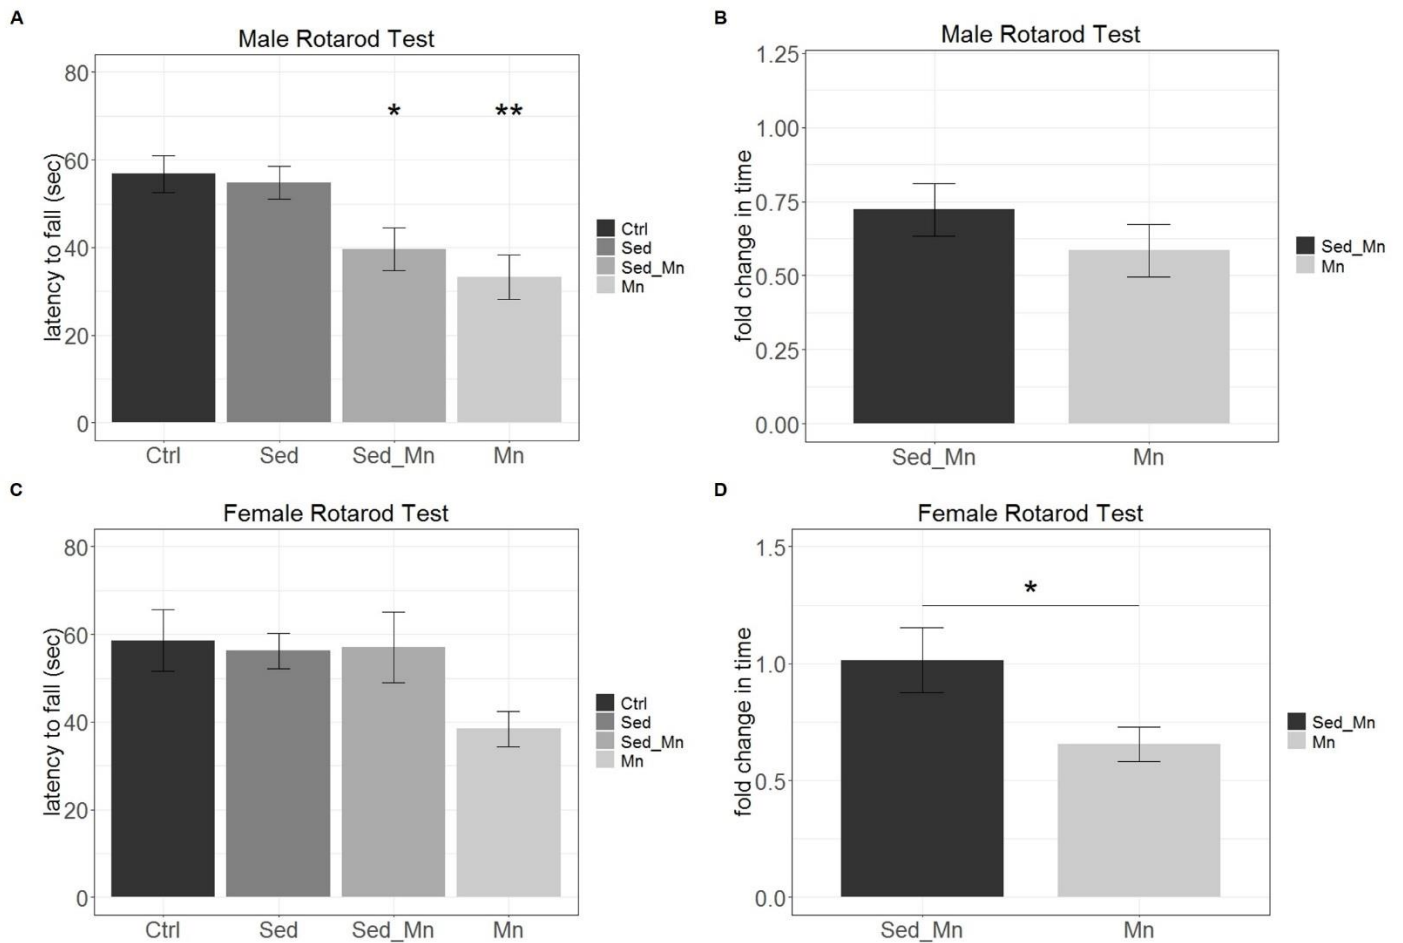 A
Male Rotarod Test
latency to fall (sec)
80
60
40
20
0
* **
Ctrl Sed Sed_Mn Mn
Ctrl
Sed
Sed_Mn
Mn
B
Male Rotarod Test
fold change in time
1.25
1.00
0.75
0.50
0.25
0.00
Sed_Mn Mn
Sed_Mn
Mn
C
Female Rotarod Test
latency to fall (sec)
80
60
40
20
0
Ctrl Sed Sed_Mn Mn
Ctrl
Sed
Sed_Mn
Mn
D
Female Rotarod Test
fold change in time
1.5
1.0
0.5
0.0
*
Sed_Mn Mn
Sed_Mn
Mn